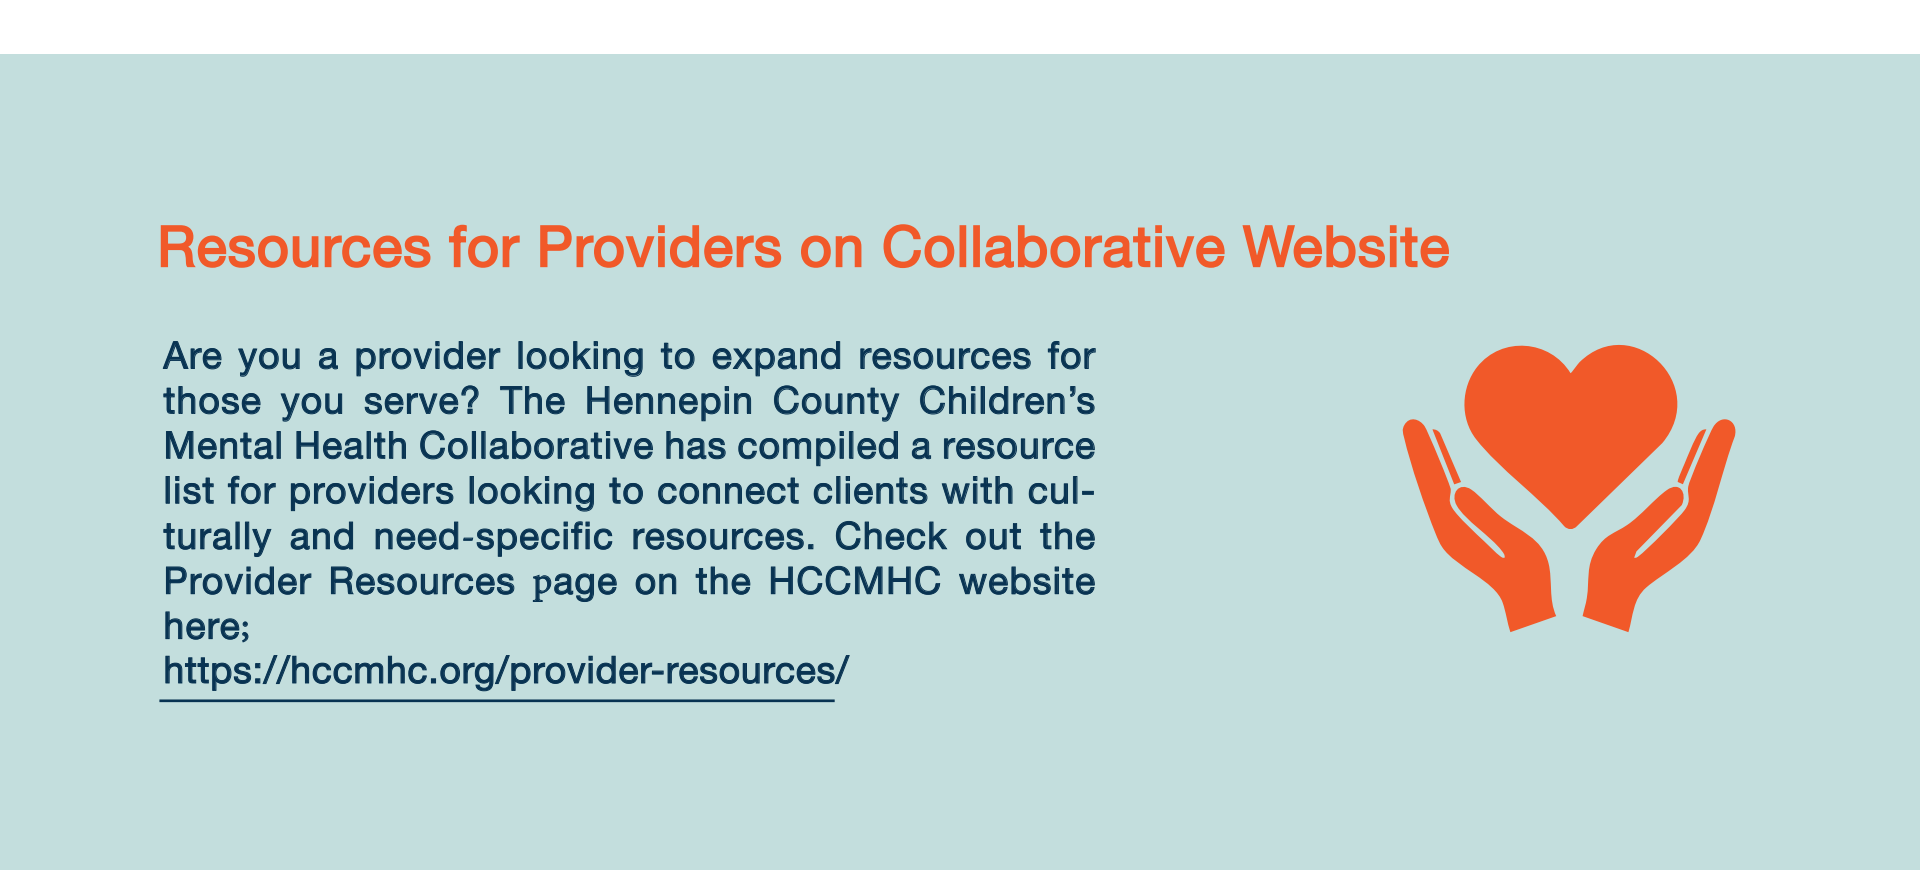 Resources for Providers on Collaborative Website
Are you a provider looking to expand resources for
those you serve? The Hennepin County Children’s
Mental Health Collaborative has compiled a resource
list for providers looking to connect clients with cul-
turally and need-specific resources. Check out the
Provider Resources page on the HCCMHC website
here;
https://hccmhc.org/provider-resources/